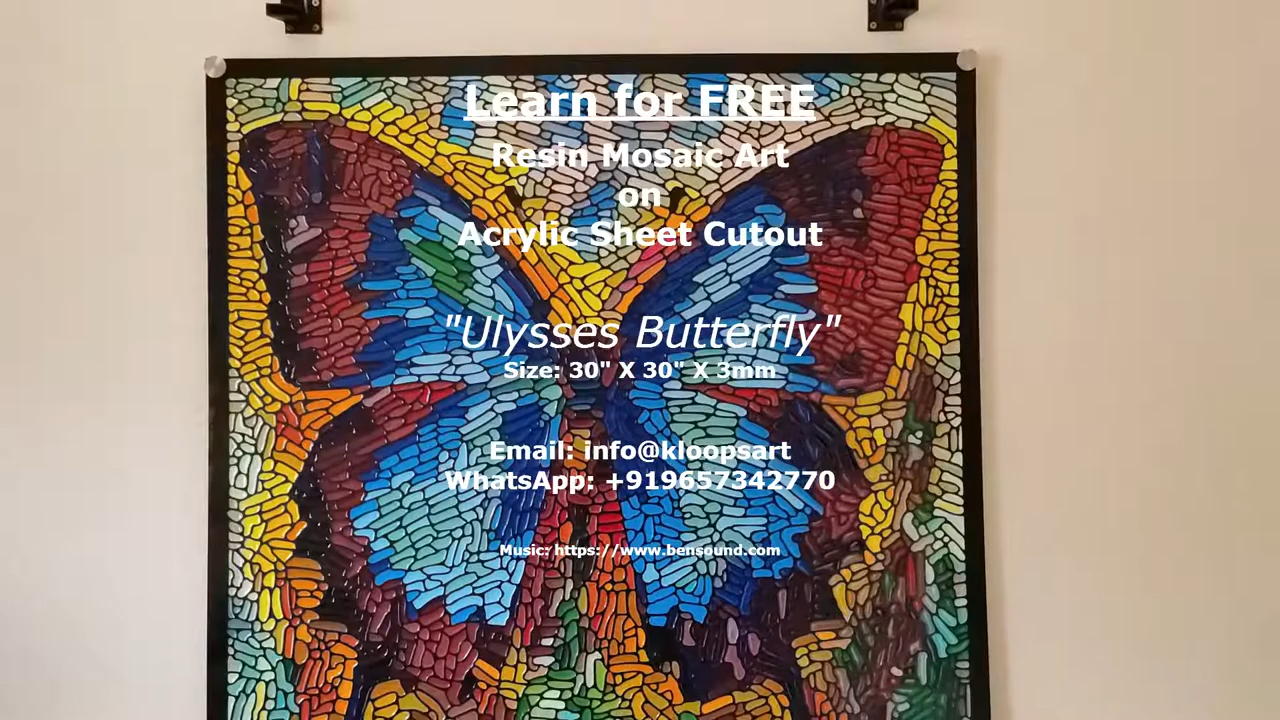 Learn for FREE
Resin Mosaic Art
on
Acrylic Sheet Cutout
"Ulysses Butterfly"
Size: 30" X 30" X 3mm
Email: info@kloopsart
WhatsApp: +919657342770
Music: https://www.bensound.com